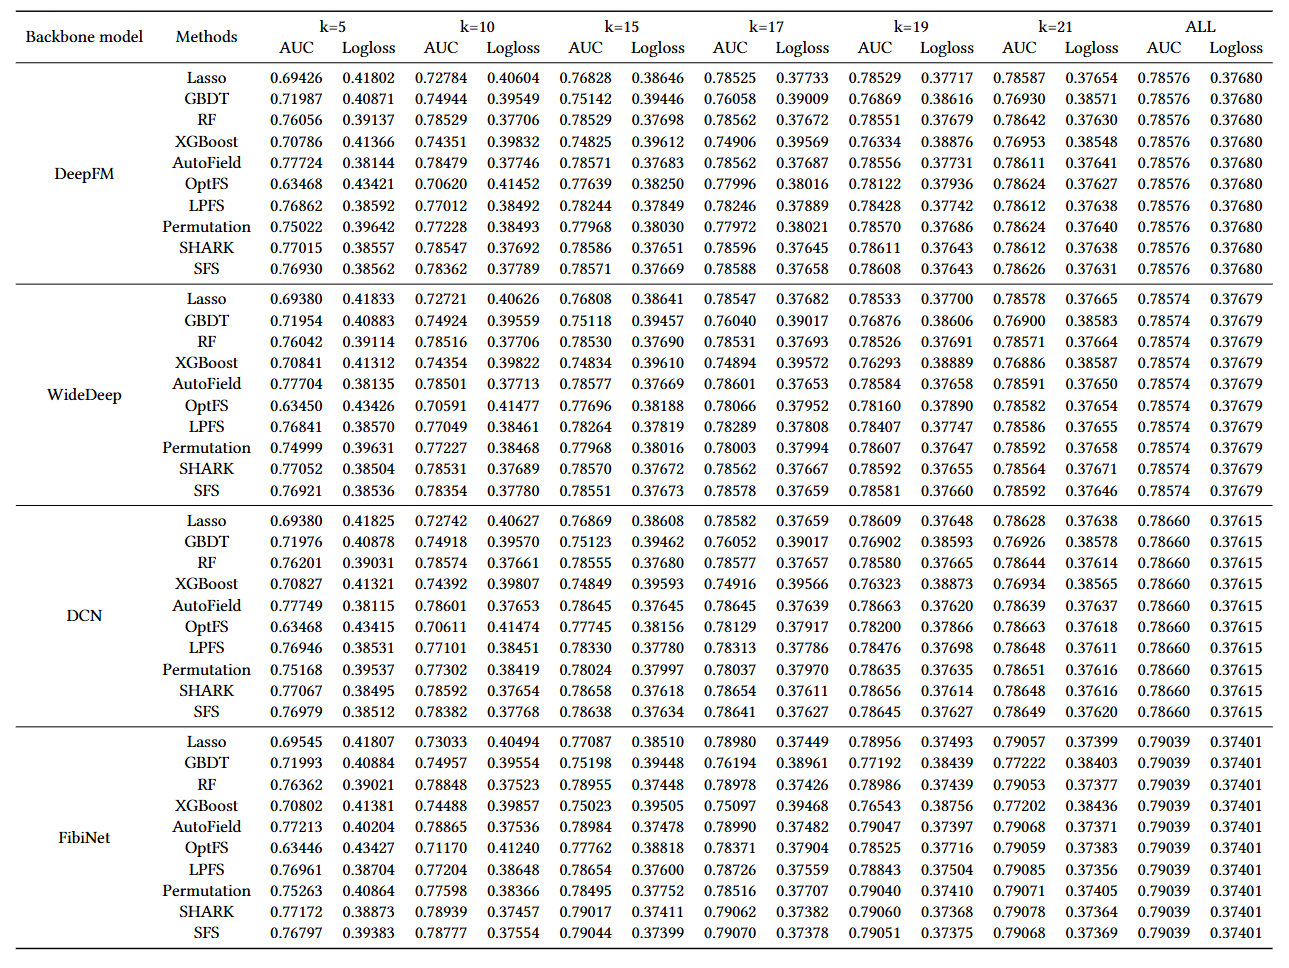 Backbone model Methods k=5 k=10 k=15 k=17 k=19 k=21 ALL
AUC Logloss AUC Logloss AUC Logloss AUC Logloss AUC Logloss AUC Logloss AUC Logloss
Lasso 0.69426 0.41802 0.72784 0.40604 0.76828 0.38646 0.78525 0.37733 0.78529 0.37717 0.78587 0.37654 0.78576 0.37680
GBDT 0.71987 0.40871 0.74944 0.39549 0.75142 0.39446 0.76058 0.39009 0.76869 0.38616 0.76930 0.38571 0.78576 0.37680
RF 0.76056 0.39137 0.78529 0.37706 0.78529 0.37698 0.78562 0.37672 0.78551 0.37679 0.78642 0.37630 0.78576 0.37680
XGBoost 0.70786 0.41366 0.74351 0.39832 0.74825 0.39612 0.74906 0.39569 0.76334 0.38876 0.76953 0.38548 0.78576 0.37680
AutoField 0.77724 0.38144 0.78479 0.37746 0.78571 0.37683 0.78562 0.37687 0.78556 0.37731 0.78611 0.37641 0.78576 0.37680
DeepFM
OptFS 0.63468 0.43421 0.70620 0.41452 0.77639 0.38250 0.77996 0.38016 0.78122 0.37936 0.78624 0.37627 0.78576 0.37680
LPFS 0.76862 0.38592 0.77012 0.38492 0.78244 0.37849 0.78246 0.37889 0.78428 0.37742 0.78612 0.37638 0.78576 0.37680
Permutation 0.75022 0.39642 0.77228 0.38493 0.77968 0.38030 0.77972 0.38021 0.78570 0.37686 0.78624 0.37640 0.78576 0.37680
SHARK 0.77015 0.38557 0.78547 0.37692 0.78586 0.37651 0.78596 0.37645 0.78611 0.37643 0.78612 0.37638 0.78576 0.37680
SFS 0.76930 0.38562 0.78362 0.37789 0.78571 0.37669 0.78588 0.37658 0.78608 0.37643 0.78626 0.37631 0.78576 0.37680
Lasso 0.69380 0.41833 0.72721 0.40626 0.76808 0.38641 0.78547 0.37682 0.78533 0.37700 0.78578 0.37665 0.78574 0.37679
GBDT 0.71954 0.40883 0.74924 0.39559 0.75118 0.39457 0.76040 0.39017 0.76876 0.38606 0.76900 0.38583 0.78574 0.37679
RF 0.76042 0.39114 0.78516 0.37706 0.78530 0.37690 0.78531 0.37693 0.78526 0.37691 0.78571 0.37664 0.78574 0.37679
XGBoost 0.70841 0.41312 0.74354 0.39822 0.74834 0.39610 0.74894 0.39572 0.76293 0.38889 0.76886 0.38587 0.78574 0.37679
AutoField 0.77704 0.38135 0.78501 0.37713 0.78577 0.37669 0.78601 0.37653 0.78584 0.37658 0.78591 0.37650 0.78574 0.37679
WideDeep
OptFS 0.63450 0.43426 0.70591 0.41477 0.77696 0.38188 0.78066 0.37952 0.78160 0.37890 0.78582 0.37654 0.78574 0.37679
LPFS 0.76841 0.38570 0.77049 0.38461 0.78264 0.37819 0.78289 0.37808 0.78407 0.37747 0.78586 0.37655 0.78574 0.37679
Permutation 0.74999 0.39631 0.77227 0.38468 0.77968 0.38016 0.78003 0.37994 0.78607 0.37647 0.78592 0.37658 0.78574 0.37679
SHARK 0.77052 0.38504 0.78531 0.37689 0.78570 0.37672 0.78562 0.37667 0.78592 0.37655 0.78564 0.37671 0.78574 0.37679
SFS 0.76921 0.38536 0.78354 0.37780 0.78551 0.37673 0.78578 0.37659 0.78581 0.37660 0.78592 0.37646 0.78574 0.37679
Lasso 0.69380 0.41825 0.72742 0.40627 0.76869 0.38608 0.78582 0.37659 0.78609 0.37648 0.78628 0.37638 0.78660 0.37615
GBDT 0.71976 0.40878 0.74918 0.39570 0.75123 0.39462 0.76052 0.39017 0.76902 0.38593 0.76926 0.38578 0.78660 0.37615
RF 0.76201 0.39031 0.78574 0.37661 0.78555 0.37680 0.78577 0.37657 0.78580 0.37665 0.78644 0.37614 0.78660 0.37615
XGBoost 0.70827 0.41321 0.74392 0.39807 0.74849 0.39593 0.74916 0.39566 0.76323 0.38873 0.76934 0.38565 0.78660 0.37615
AutoField 0.77749 0.38115 0.78601 0.37653 0.78645 0.37645 0.78645 0.37639 0.78663 0.37620 0.78639 0.37637 0.78660 0.37615
DCN
OptFS 0.63468 0.43415 0.70611 0.41474 0.77745 0.38156 0.78129 0.37917 0.78200 0.37866 0.78663 0.37618 0.78660 0.37615
LPFS 0.76946 0.38531 0.77101 0.38451 0.78330 0.37780 0.78313 0.37786 0.78476 0.37698 0.78648 0.37611 0.78660 0.37615
Permutation 0.75168 0.39537 0.77302 0.38419 0.78024 0.37997 0.78037 0.37970 0.78635 0.37635 0.78651 0.37616 0.78660 0.37615
SHARK 0.77067 0.38495 0.78592 0.37654 0.78658 0.37618 0.78654 0.37611 0.78656 0.37614 0.78648 0.37616 0.78660 0.37615
SFS 0.76979 0.38512 0.78382 0.37768 0.78638 0.37634 0.78641 0.37627 0.78645 0.37627 0.78649 0.37620 0.78660 0.37615
Lasso 0.69545 0.41807 0.73033 0.40494 0.77087 0.38510 0.78980 0.37449 0.78956 0.37493 0.79057 0.37399 0.79039 0.37401
GBDT 0.71993 0.40884 0.74957 0.39554 0.75198 0.39448 0.76194 0.38961 0.77192 0.38439 0.77222 0.38403 0.79039 0.37401
RF 0.76362 0.39021 0.78848 0.37523 0.78955 0.37448 0.78978 0.37426 0.78986 0.37439 0.79053 0.37377 0.79039 0.37401
XGBoost 0.70802 0.41381 0.74488 0.39857 0.75023 0.39505 0.75097 0.39468 0.76543 0.38756 0.77202 0.38436 0.79039 0.37401
AutoField 0.77213 0.40204 0.78865 0.37536 0.78984 0.37478 0.78990 0.37482 0.79047 0.37397 0.79068 0.37371 0.79039 0.37401
FibiNet
OptFS 0.63446 0.43427 0.71170 0.41240 0.77762 0.38818 0.78371 0.37904 0.78525 0.37716 0.79059 0.37383 0.79039 0.37401
LPFS 0.76961 0.38704 0.77204 0.38648 0.78654 0.37600 0.78726 0.37559 0.78843 0.37504 0.79085 0.37356 0.79039 0.37401
Permutation 0.75263 0.40864 0.77598 0.38366 0.78495 0.37752 0.78516 0.37707 0.79040 0.37410 0.79071 0.37405 0.79039 0.37401
SHARK 0.77172 0.38873 0.78939 0.37457 0.79017 0.37411 0.79062 0.37382 0.79060 0.37368 0.79078 0.37364 0.79039 0.37401
SFS 0.76797 0.39383 0.78777 0.37554 0.79044 0.37399 0.79070 0.37378 0.79051 0.37375 0.79068 0.37369 0.79039 0.37401